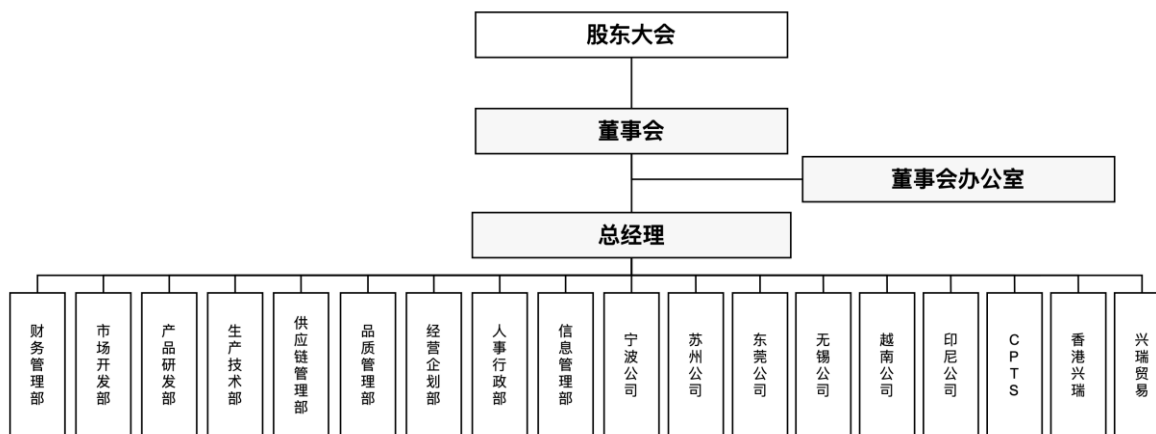 股东大会
董事会
董事会办公室
总经理
财务管理部
市场开发部
产品研发部
生产技术部
供应链管理部
品质管理部
经营企划部
人事行政部
信息管理部
宁波公司
苏州公司
东莞公司
无锡公司
越南公司
印尼公司
CPTS
香港兴瑞
兴瑞贸易